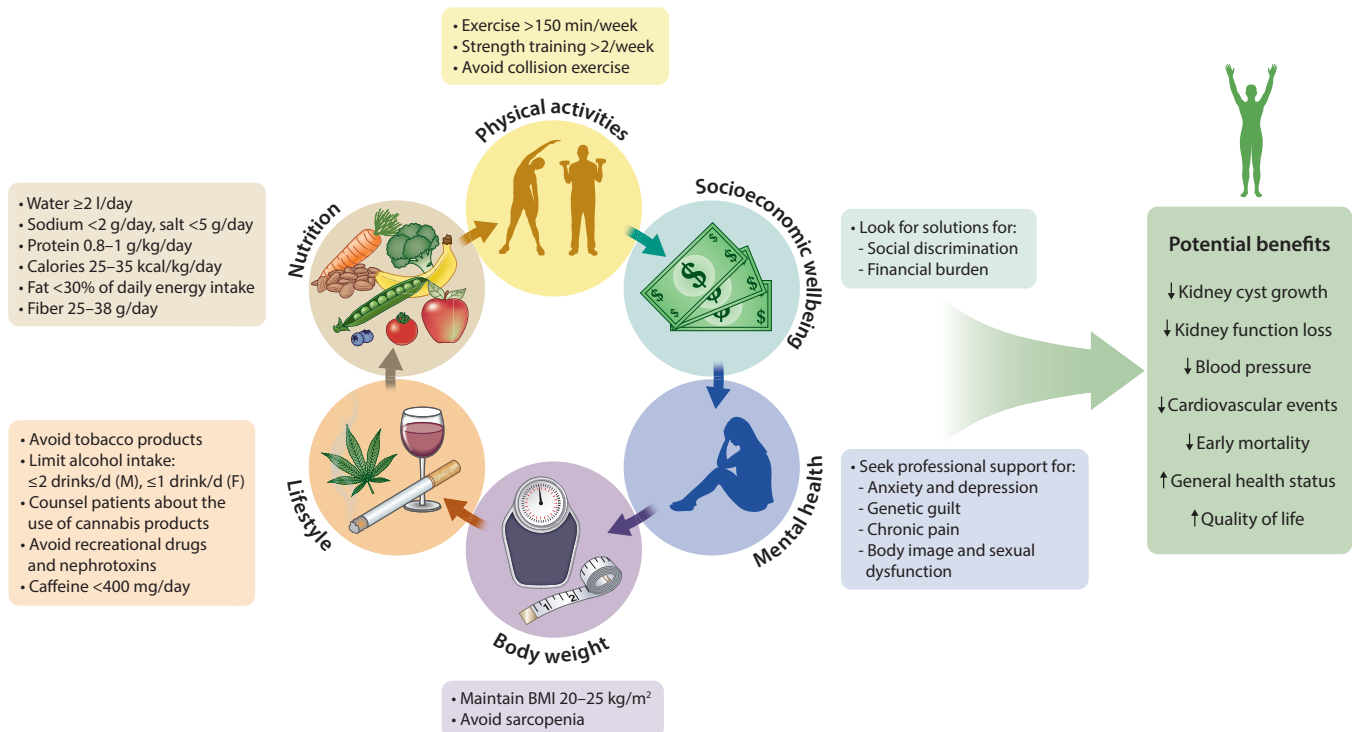 • Exercise >150 min/week
• Strength training >2/week
• Avoid collision exercise
Physical activities
• Water ≥2 l/day
• Sodium <2 g/day, salt <5 g/day
• Protein 0.8–1 g/kg/day
• Calories 25–35 kcal/kg/day
• Fat <30% of daily energy intake
• Fiber 25–38 g/day
Nutrition
Socioeconomic wellbeing
$ $ $
$ $
$ $
• Look for solutions for:
- Social discrimination
- Financial burden
• Avoid tobacco products
• Limit alcohol intake:
≤2 drinks/d (M), ≤1 drink/d (F)
• Counsel patients about the
use of cannabis products
• Avoid recreational drugs
and nephrotoxins
• Caffeine <400 mg/day
Lifestyle
Mental health
• Seek professional support for:
- Anxiety and depression
- Genetic guilt
- Chronic pain
- Body image and sexual
dysfunction
1 2
Body weight
• Maintain BMI 20–25 kg/m²
• Avoid sarcopenia
Potential benefits
↓ Kidney cyst growth
↓ Kidney function loss
↓ Blood pressure
↓ Cardiovascular events
↓ Early mortality
↑ General health status
↑ Quality of life